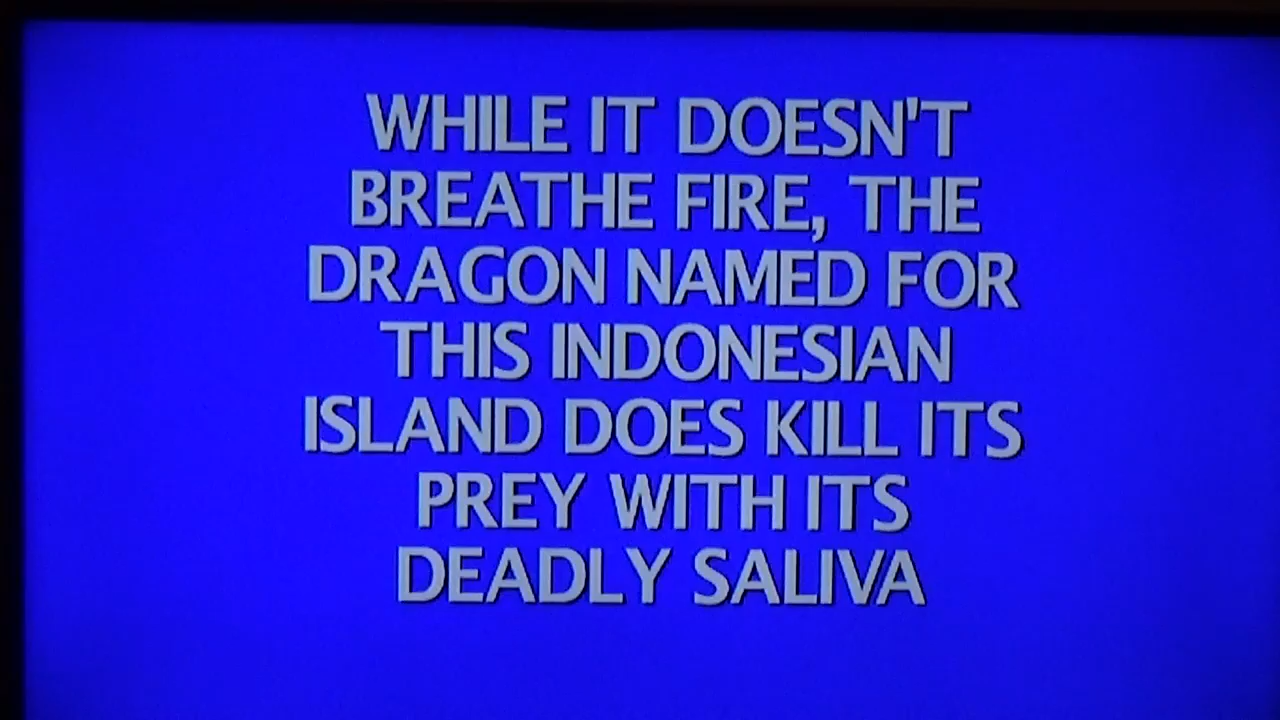 WHILE IT DOESN'T
BREATHE FIRE, THE
DRAGON NAMED FOR
THIS INDONESIAN
ISLAND DOES KILL ITS
PREY WITH ITS
DEADLY SALIVA